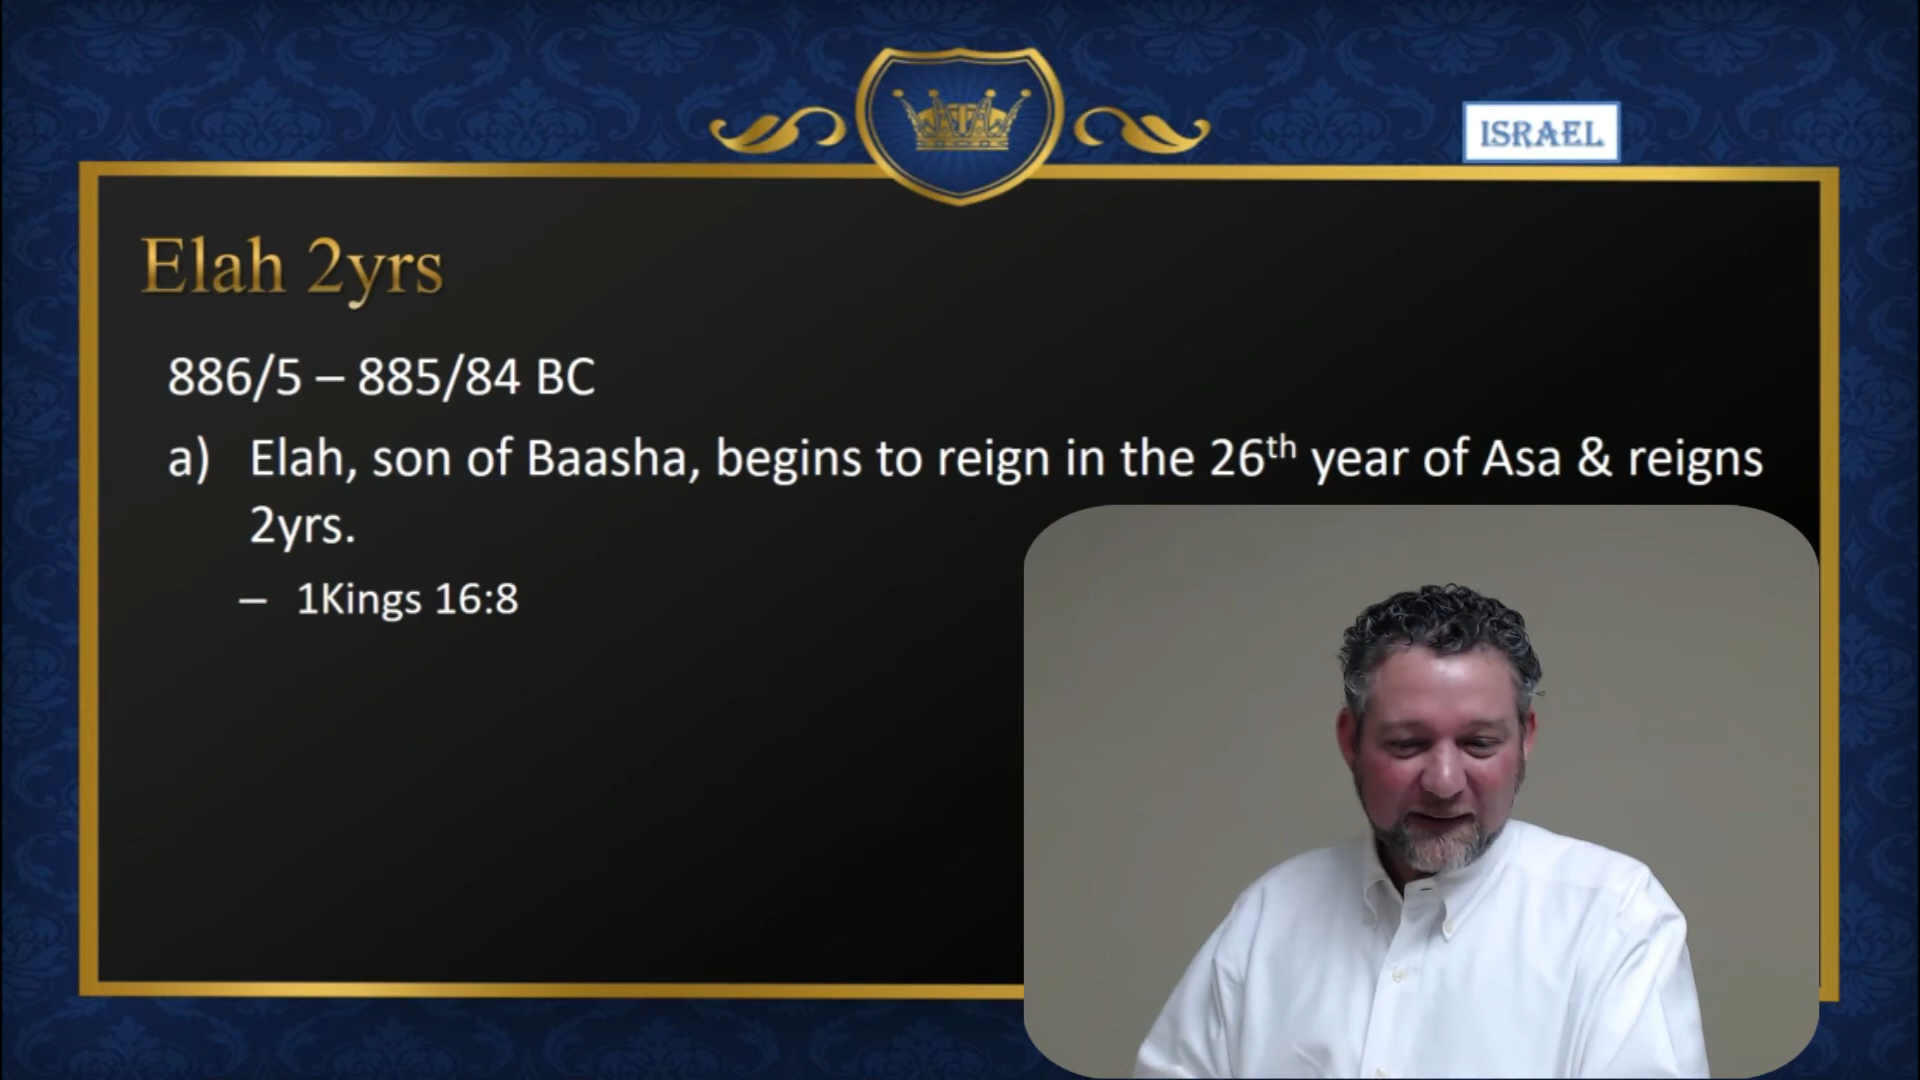 ISRAEL
Elah 2yrs
886/5 – 885/84 BC
a) Elah, son of Baasha, begins to reign in the 26th year of Asa & reigns
2yrs.
– 1Kings 16:8